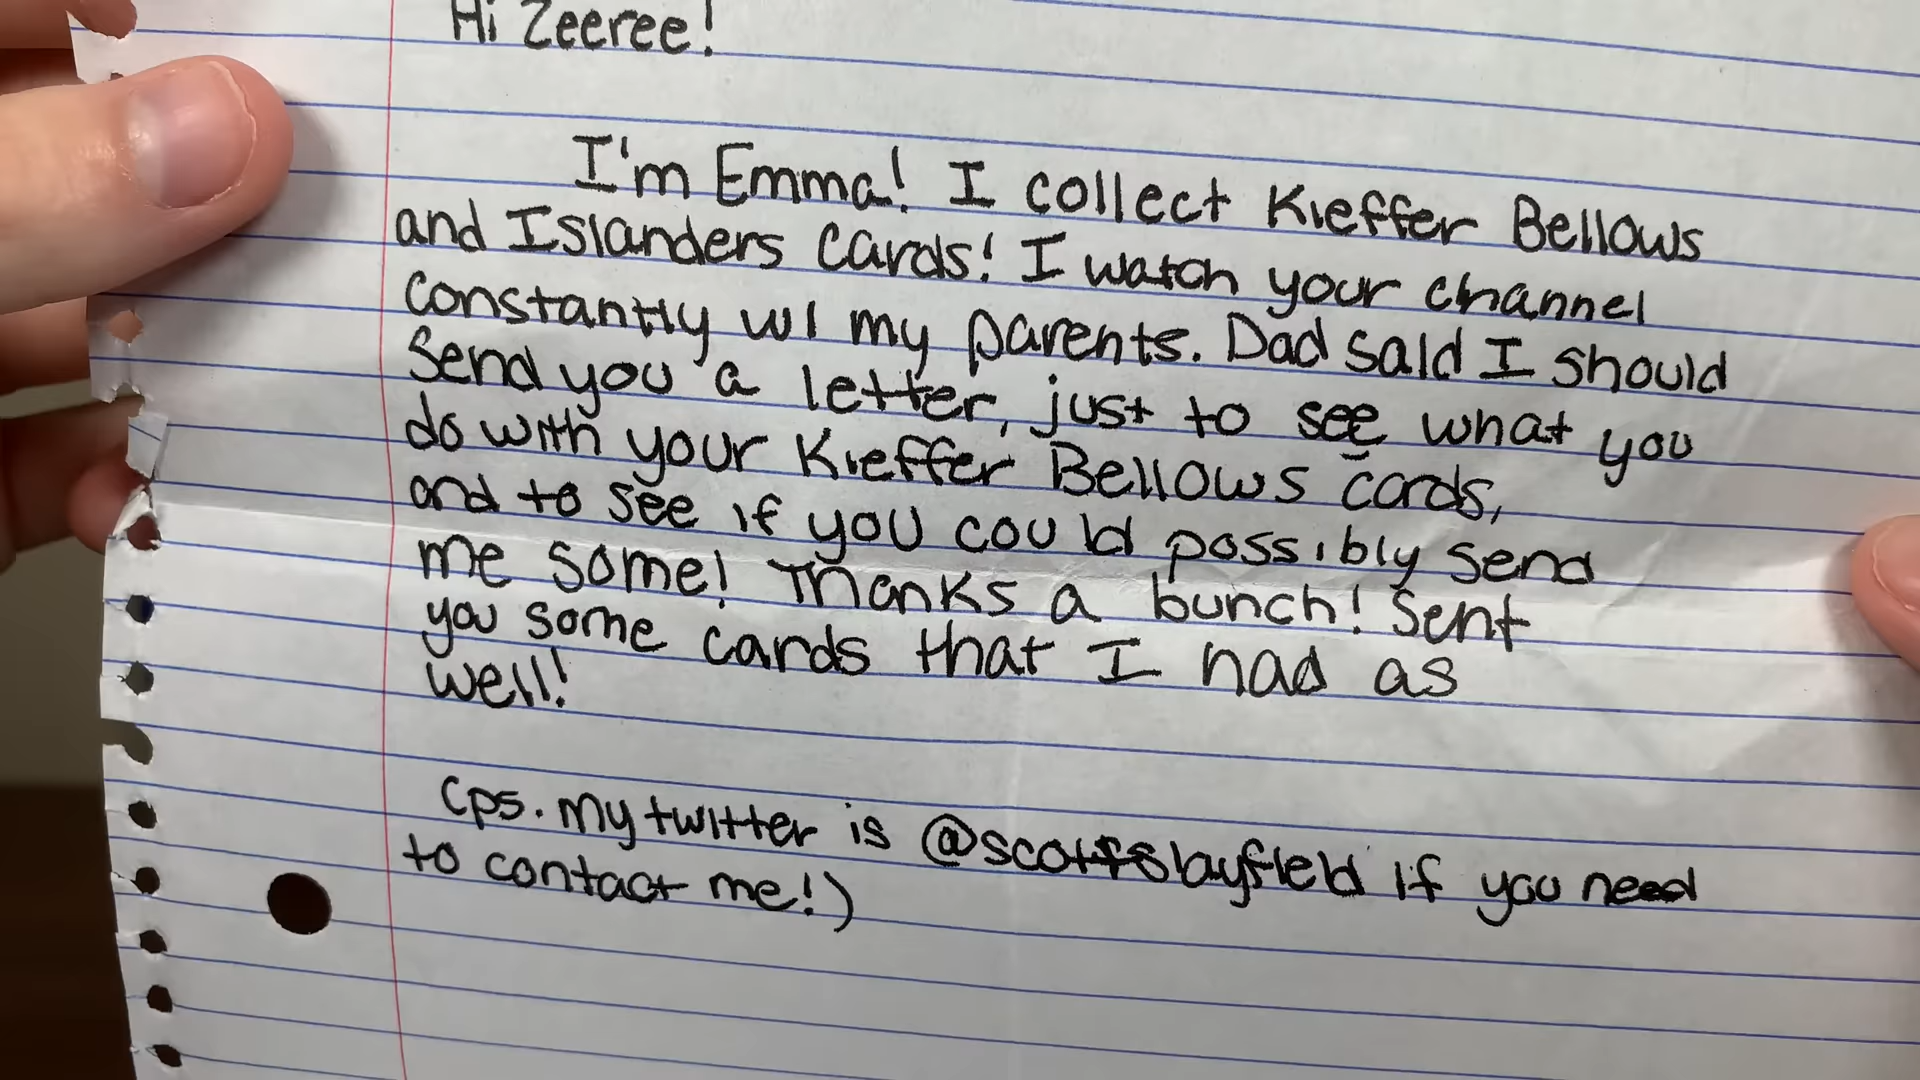 Hi Zeeree!
I'm Emma! I collect Kieffer Bellows
and Islanders cards! I watch your channel
constantly w/ my parents. Dad said I should
send you a letter, just to see what you
do with your Kieffer Bellows cards,
and to see if you could possibly send
me some! Thanks a bunch! Sent
you some cards that I had as
well!
(ps. my twitter is @scottslayfield if you need
to contact me!)